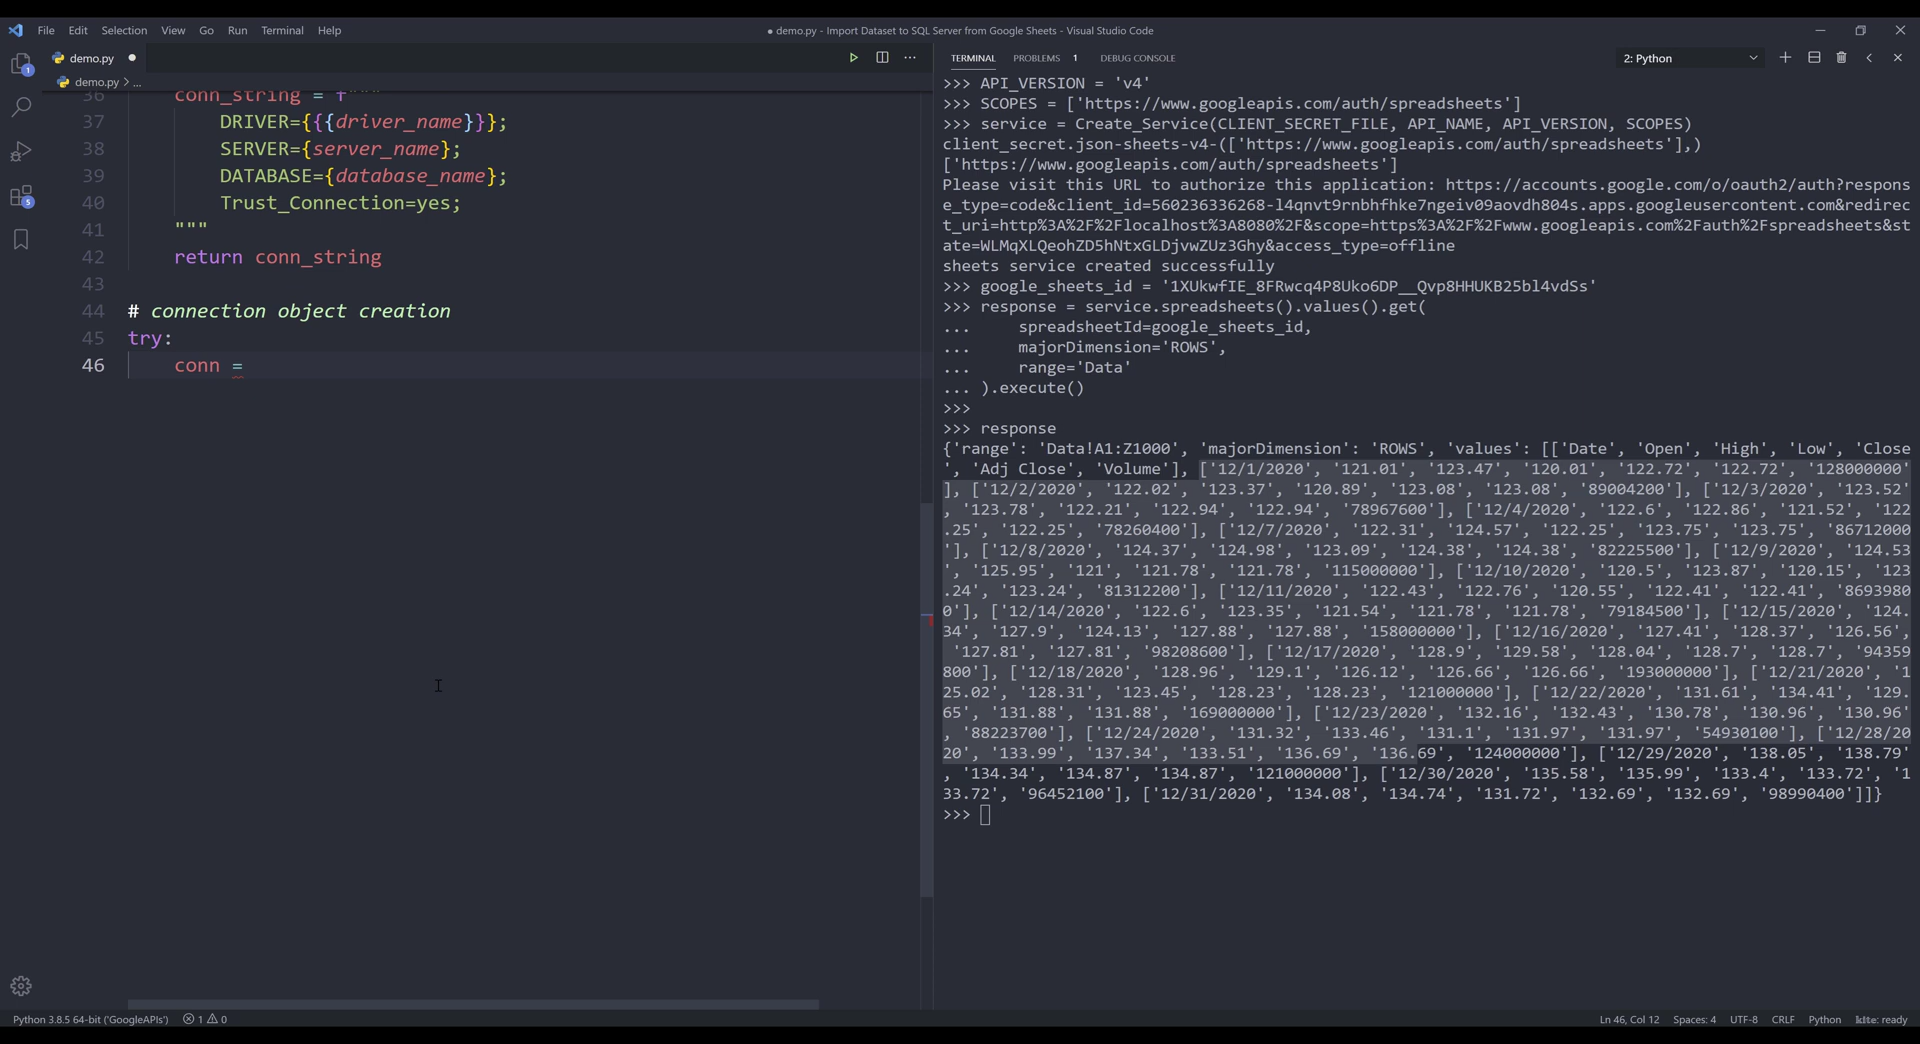 File Edit Selection View Go Run Terminal Help
● demo.py - Import Dataset to SQL Server from Google Sheets - Visual Studio Code
demo.py ●
demo.py > ...
36 conn_string = f"""
37 DRIVER={{{driver_name}}};
38 SERVER={server_name};
39 DATABASE={database_name};
40 Trust_Connection=yes;
41 """
42 return conn_string
43
44 # connection object creation
45 try:
46 conn =
TERMINAL PROBLEMS 1 DEBUG CONSOLE
2: Python
>>> API_VERSION = 'v4'
>>> SCOPES = ['https://www.googleapis.com/auth/spreadsheets']
>>> service = Create_Service(CLIENT_SECRET_FILE, API_NAME, API_VERSION, SCOPES)
client_secret.json-sheets-v4-(['https://www.googleapis.com/auth/spreadsheets'],)
['https://www.googleapis.com/auth/spreadsheets']
Please visit this URL to authorize this application: https://accounts.google.com/o/oauth2/auth?respons
e_type=code&client_id=560236336268-l4qnvt9rnbhfhke7ngeiv09aovdh804s.apps.googleusercontent.com&redirec
t_uri=http%3A%2F%2Flocalhost%3A8080%2F&scope=https%3A%2F%2Fwww.googleapis.com%2Fauth%2Fspreadsheets&st
ate=WLMqXLQeohZD5hNtxGLDjvwZUz3Ghy&access_type=offline
sheets service created successfully
>>> google_sheets_id = '1XUkwfIE_8FRwcq4P8Uko6DP__Qvp8HHUKB25bl4vdSs'
>>> response = service.spreadsheets().values().get(
... spreadsheetId=google_sheets_id,
... majorDimension='ROWS',
... range='Data'
... ).execute()
>>>
>>> response
{'range': 'Data!A1:Z1000', 'majorDimension': 'ROWS', 'values': [['Date', 'Open', 'High', 'Low', 'Close
', 'Adj Close', 'Volume'], ['12/1/2020', '121.01', '123.47', '120.01', '122.72', '122.72', '128000000'
], ['12/2/2020', '122.02', '123.37', '120.89', '123.08', '123.08', '89004200'], ['12/3/2020', '123.52'
, '123.78', '122.21', '122.94', '122.94', '78967600'], ['12/4/2020', '122.6', '122.86', '121.52', '122
.25', '122.25', '78260400'], ['12/7/2020', '122.31', '124.57', '122.25', '123.75', '123.75', '86712000
'], ['12/8/2020', '124.37', '124.98', '123.09', '124.38', '124.38', '82225500'], ['12/9/2020', '124.53
', '125.95', '121', '121.78', '121.78', '115000000'], ['12/10/2020', '120.5', '123.87', '120.15', '123
.24', '123.24', '81312200'], ['12/11/2020', '122.43', '122.76', '120.55', '122.41', '122.41', '8693980
0'], ['12/14/2020', '122.6', '123.35', '121.54', '121.78', '121.78', '79184500'], ['12/15/2020', '124.
34', '127.9', '124.13', '127.88', '127.88', '158000000'], ['12/16/2020', '127.41', '128.37', '126.56',
'127.81', '127.81', '98208600'], ['12/17/2020', '128.9', '129.58', '128.04', '128.7', '128.7', '94359
800'], ['12/18/2020', '128.96', '129.1', '126.12', '126.66', '126.66', '193000000'], ['12/21/2020', '1
25.02', '128.31', '123.45', '128.23', '128.23', '121000000'], ['12/22/2020', '131.61', '134.41', '129.
65', '131.88', '131.88', '169000000'], ['12/23/2020', '132.16', '132.43', '130.78', '130.96', '130.96'
, '88223700'], ['12/24/2020', '131.32', '133.46', '131.1', '131.97', '131.97', '54930100'], ['12/28/20
20', '133.99', '137.34', '133.51', '136.69', '136.69', '124000000'], ['12/29/2020', '138.05', '138.79'
, '134.34', '134.87', '134.87', '121000000'], ['12/30/2020', '135.58', '135.99', '133.4', '133.72', '1
33.72', '96452100'], ['12/31/2020', '134.08', '134.74', '131.72', '132.69', '132.69', '98990400']]}
>>>
1
5
Python 3.8.5 64-bit ('GoogleAPIs') 1 0
Ln 46, Col 12 Spaces: 4 UTF-8 CRLF Python kite: ready